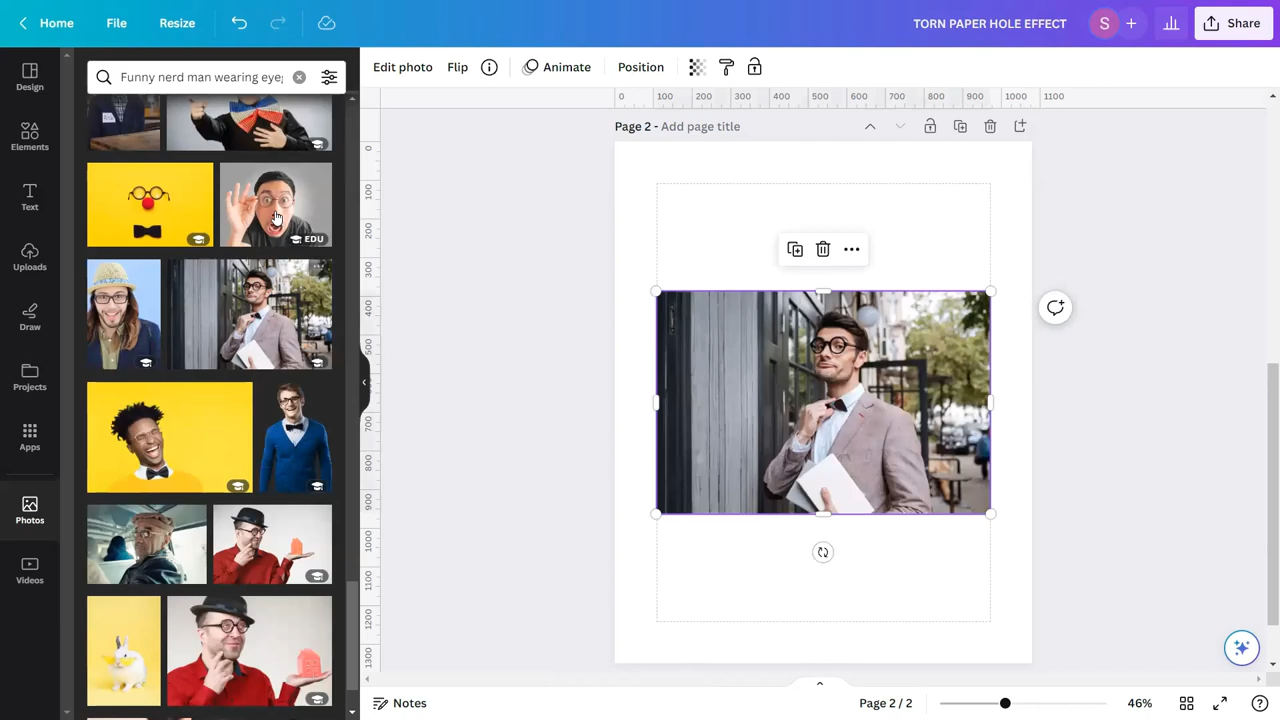 Home
File
Resize
TORN PAPER HOLE EFFECT
S
Share
Design
Elements
Text
Uploads
Draw
Projects
Apps
Photos
Videos
Funny nerd man wearing eye
EDU
Edit photo
Flip
Animate
Position
0 100 200 300 400 500 600 700 800 900 1000 1100
Page 2 - Add page title
0
100
200
300
400
500
600
700
800
900
1000
1100
1200
1300
Notes
Page 2 / 2
46%